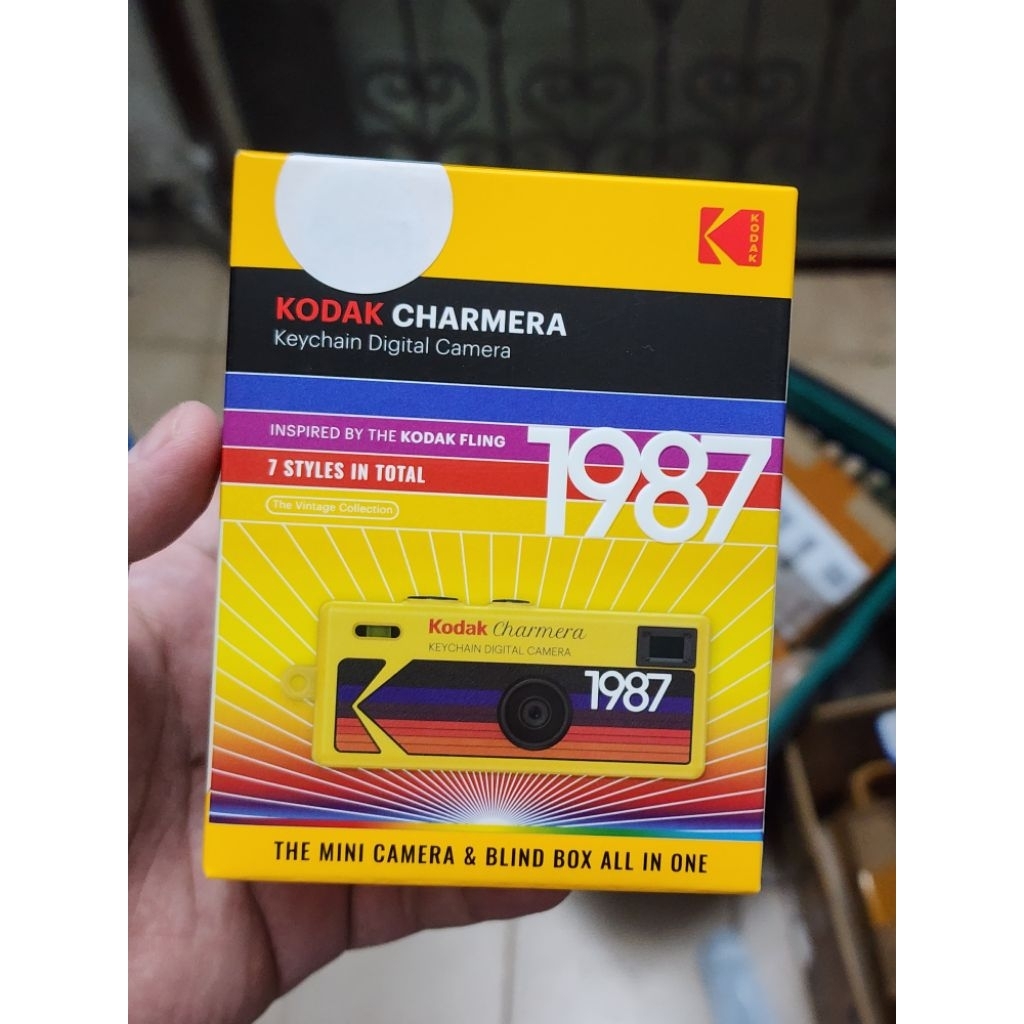 KODAK
KODAK CHARMERA
Keychain Digital Camera
INSPIRED BY THE KODAK FLING
1987
7 STYLES IN TOTAL
The Vintage Collection
Kodak Charmera
KEYCHAIN DIGITAL CAMERA
1987
THE MINI CAMERA & BLIND BOX ALL IN ONE